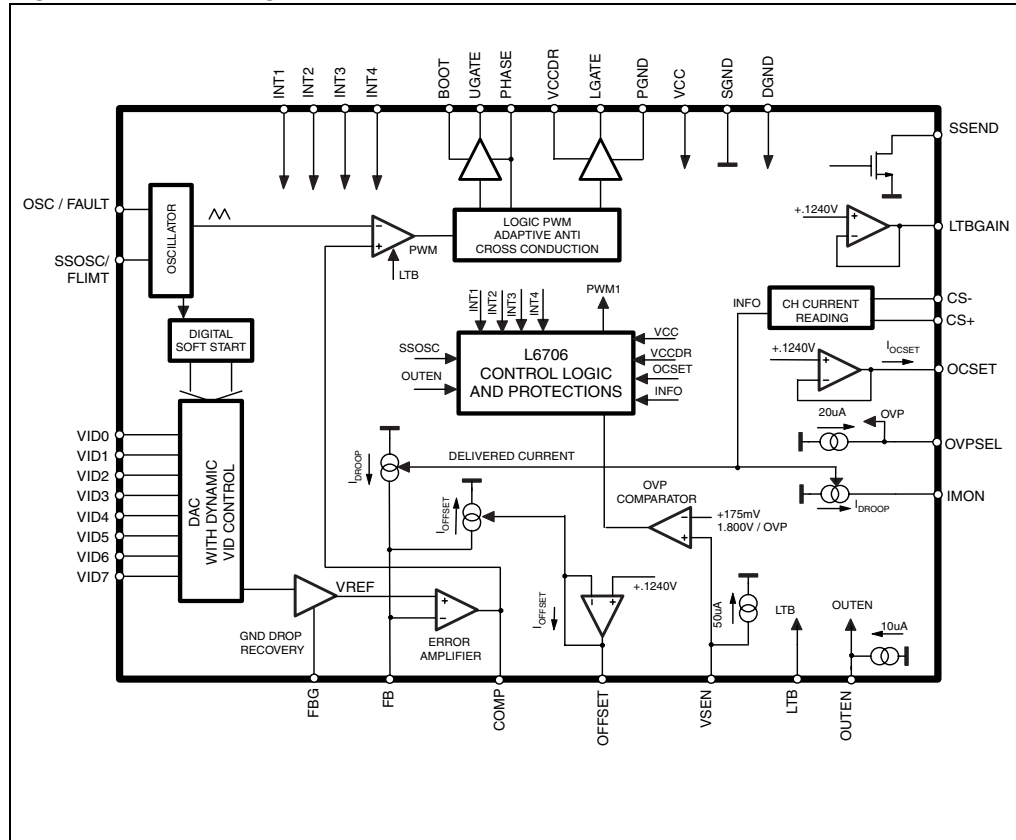 INT1
INT2
INT3
INT4
BOOT
UGATE
PHASE
VCCDR
LGATE
PGND
VCC
SGND
DGND
SSEND
OSC / FAULT
OSCILLATOR
SSOSC/
FLIMT
PWM
LTB
LOGIC PWM
ADAPTIVE ANTI
CROSS CONDUCTION
+.1240V
LTBGAIN
DIGITAL
SOFT START
INT1
INT2
INT3
INT4
PWM1
SSOSC
OUTEN
L6706
CONTROL LOGIC
AND PROTECTIONS
VCC
VCCDR
OCSET
INFO
INFO
CH CURRENT
READING
CS-
CS+
+.1240V
IOCSET
OCSET
20uA
OVP
OVPSEL
VID0
VID1
VID2
VID3
VID4
VID5
VID6
VID7
DAC
WITH DYNAMIC
VID CONTROL
IDROOP
DELIVERED CURRENT
IOFFSET
OVP
COMPARATOR
+175mV
1.800V / OVP
IDROOP
IMON
VREF
GND DROP
RECOVERY
ERROR
AMPLIFIER
IOFFSET
+.1240V
50uA
LTB
OUTEN
10uA
FBG
FB
COMP
OFFSET
VSEN
LTB
OUTEN